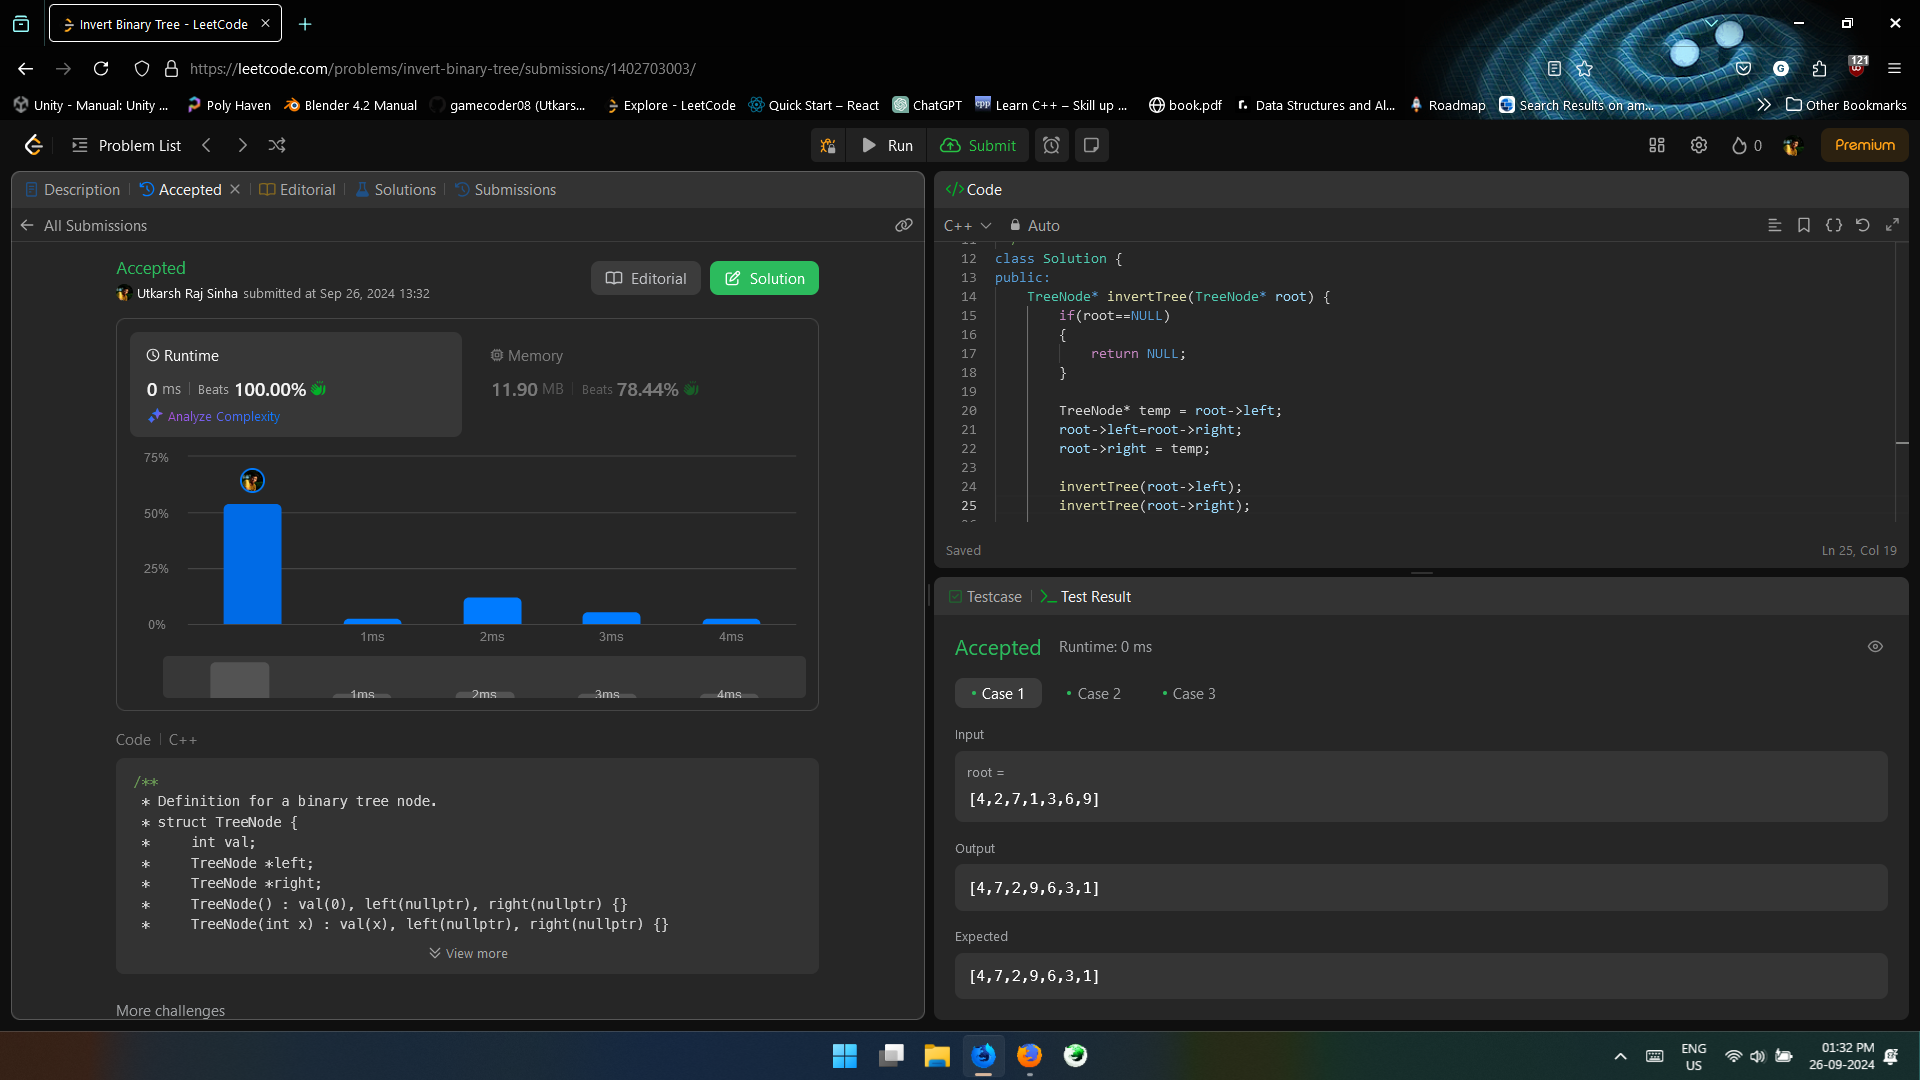 Invert Binary Tree - LeetCode
https://leetcode.com/problems/invert-binary-tree/submissions/1402703003/
121
Unity - Manual: Unity ...
Poly Haven
Blender 4.2 Manual
gamecoder08 (Utkars...
Explore - LeetCode
Quick Start – React
ChatGPT
Learn C++ – Skill up ...
book.pdf
Data Structures and Al...
Roadmap
Search Results on am...
Other Bookmarks
Problem List
Run
Submit
0
Premium
Description
Accepted
Editorial
Solutions
Submissions
All Submissions
Accepted
Utkarsh Raj Sinha submitted at Sep 26, 2024 13:32
Editorial
Solution
Runtime
0 ms | Beats 100.00%
Analyze Complexity
Memory
11.90 MB | Beats 78.44%
75%
50%
25%
0%
1ms
2ms
3ms
4ms
1ms
2ms
3ms
4ms
Code | C++
/**
* Definition for a binary tree node.
* struct TreeNode {
*     int val;
*     TreeNode *left;
*     TreeNode *right;
*     TreeNode() : val(0), left(nullptr), right(nullptr) {}
*     TreeNode(int x) : val(x), left(nullptr), right(nullptr) {}
View more
More challenges
</> Code
C++
Auto
12 class Solution {
13 public:
14     TreeNode* invertTree(TreeNode* root) {
15         if(root==NULL)
16         {
17             return NULL;
18         }
19
20         TreeNode* temp = root->left;
21         root->left=root->right;
22         root->right = temp;
23
24         invertTree(root->left);
25         invertTree(root->right);
Saved
Ln 25, Col 19
Testcase
Test Result
Accepted
Runtime: 0 ms
Case 1
Case 2
Case 3
Input
root =
[4,2,7,1,3,6,9]
Output
[4,7,2,9,6,3,1]
Expected
[4,7,2,9,6,3,1]
ENG
US
01:32 PM
26-09-2024